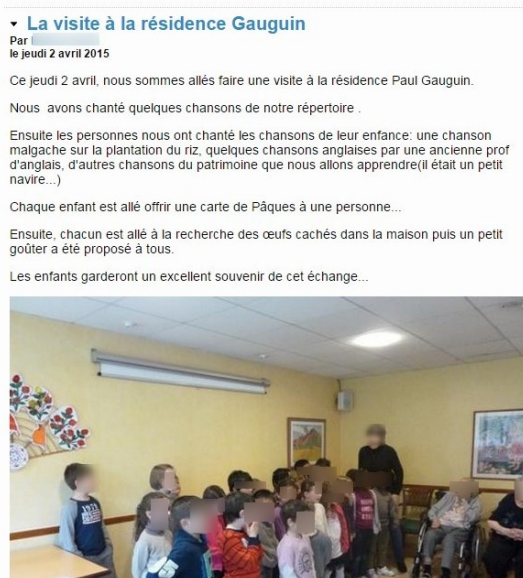 La visite à la résidence Gauguin
Par
le jeudi 2 avril 2015
Ce jeudi 2 avril, nous sommes allés faire une visite à la résidence Paul Gauguin.
Nous avons chanté quelques chansons de notre répertoire .
Ensuite les personnes nous ont chanté les chansons de leur enfance: une chanson
malgache sur la plantation du riz, quelques chansons anglaises par une ancienne prof
d'anglais, d'autres chansons du patrimoine que nous allons apprendre(il était un petit
navire...)
Chaque enfant est allé offrir une carte de Pâques à une personne...
Ensuite, chacun est allé à la recherche des œufs cachés dans la maison puis un petit
goûter a été proposé à tous.
Les enfants garderont un excellent souvenir de cet échange...